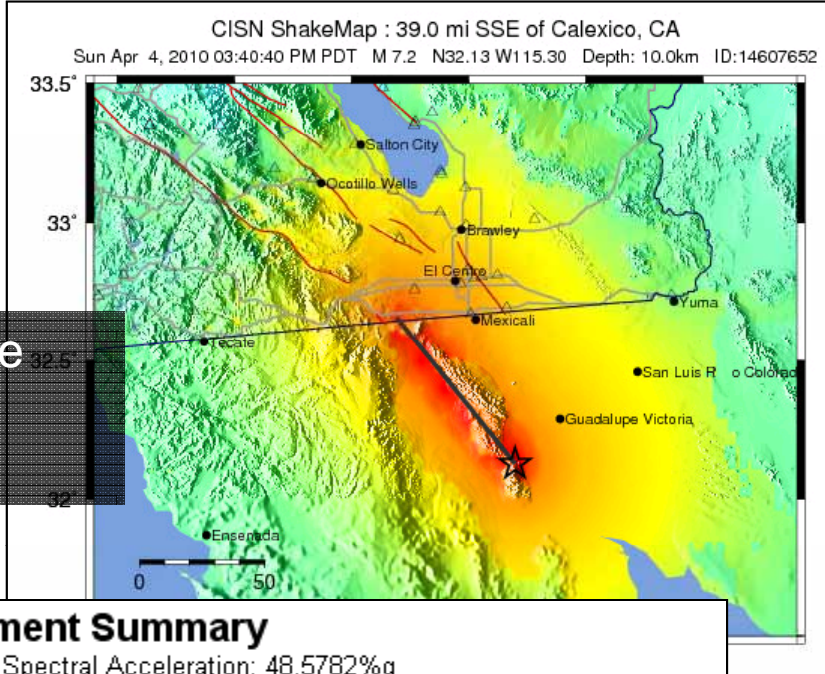 CISN ShakeMap : 39.0 mi SSE of Calexico, CA
Sun Apr 4, 2010 03:40:40 PM PDT M 7.2 N32.13 W115.30 Depth: 10.0km ID:14607652
33.5°
Salton City
Ocotillo Wells
33°
Brawley
El Centro
Yuma
Mexicali
Tecate
e
32.5°
San Luis R o Colorad
Guadalupe Victoria
32°
Ensenada
0 50
ment Summary
Spectral Acceleration: 48.5782%g